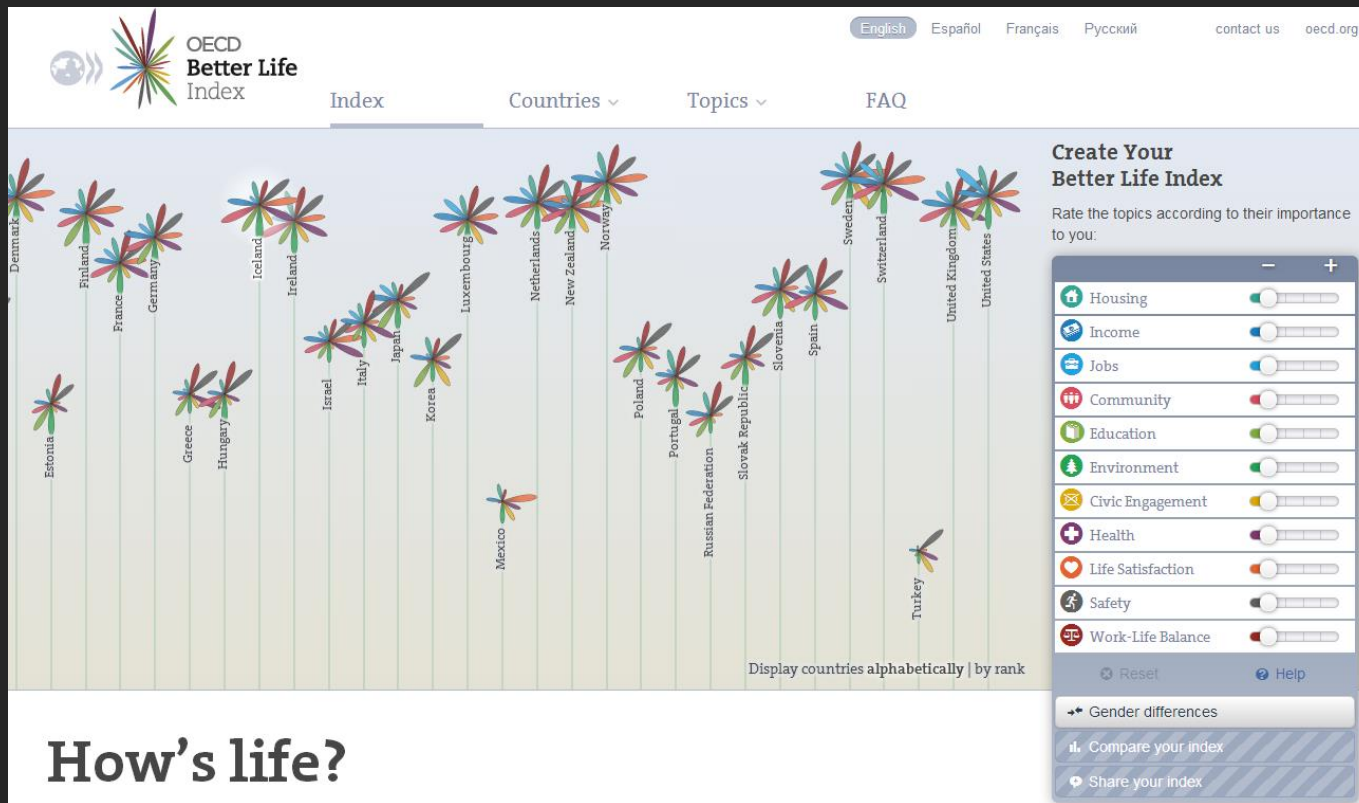 OECD
Better Life
Index
English Español Français Русский contact us oecd.org
Index Countries Topics FAQ
Denmark
Estonia
Finland
France
Germany
Greece
Hungary
Iceland
Ireland
Israel
Italy
Japan
Korea
Luxembourg
Mexico
Netherlands
New Zealand
Norway
Poland
Portugal
Russian Federation
Slovak Republic
Slovenia
Spain
Sweden
Switzerland
Turkey
United Kingdom
United States
Display countries alphabetically | by rank
Create Your
Better Life Index
Rate the topics according to their importance
to you:
− +
Housing
Income
Jobs
Community
Education
Environment
Civic Engagement
Health
Life Satisfaction
Safety
Work-Life Balance
Reset Help
Gender differences
Compare your index
Share your index
How's life?